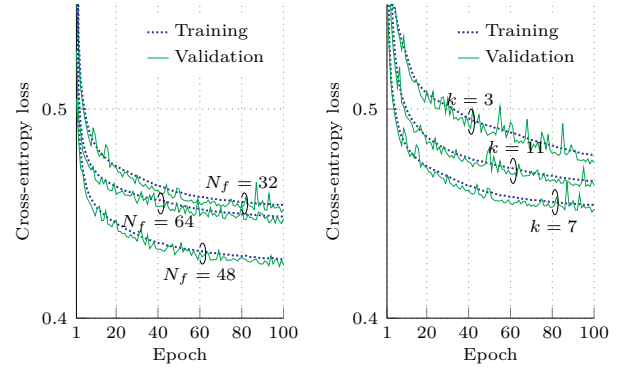 Training
Validation
0.5
N_f = 32
N_f = 64
N_f = 48
0.4
1 20 40 60 80 100
Epoch
Cross-entropy loss
Training
Validation
k = 3
0.5
k = 11
k = 7
0.4
1 20 40 60 80 100
Epoch
Cross-entropy loss